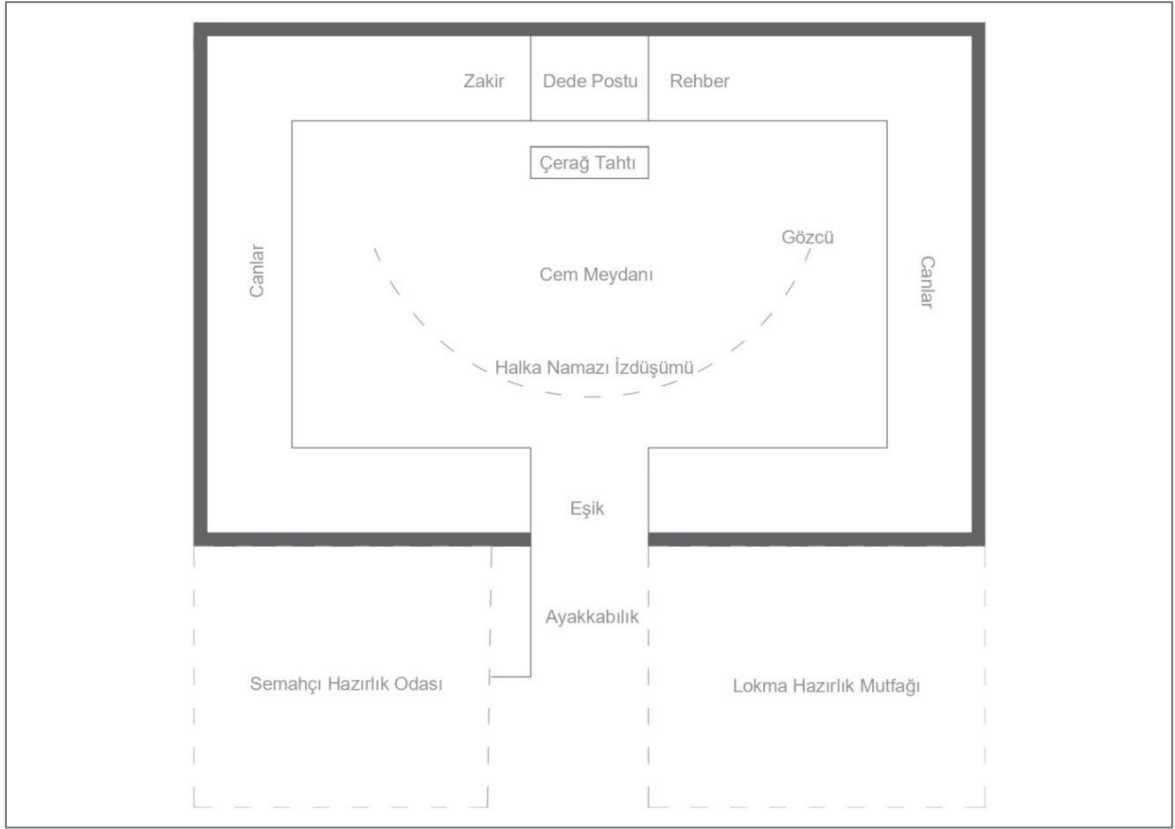 Zakir
Dede Postu
Rehber
Çerağ Tahtı
Gözcü
Canlar
Cem Meydanı
Canlar
Halka Namazı İzdüşümü
Eşik
Ayakkabılık
Semahçı Hazırlık Odası
Lokma Hazırlık Mutfağı